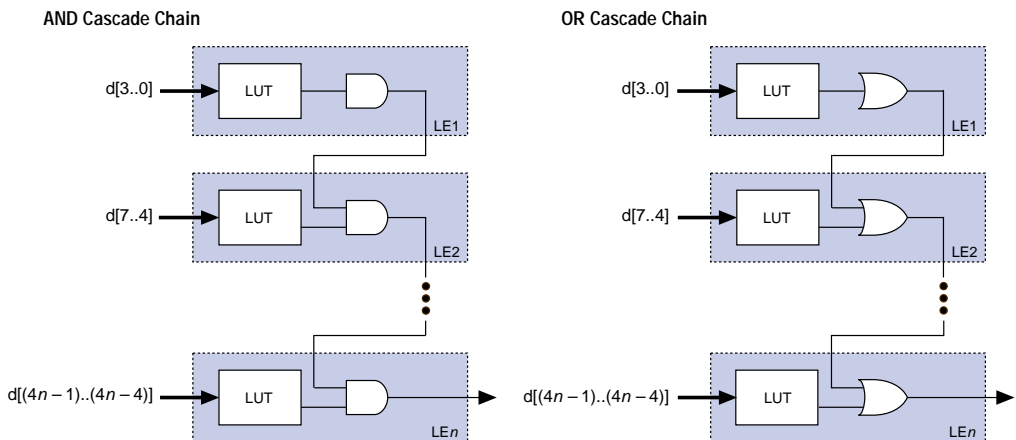 AND Cascade Chain
d[3..0]
LUT
LE1
d[7..4]
LUT
LE2
d[(4n – 1)..(4n – 4)]
LUT
LEn
OR Cascade Chain
d[3..0]
LUT
LE1
d[7..4]
LUT
LE2
d[(4n – 1)..(4n – 4)]
LUT
LEn